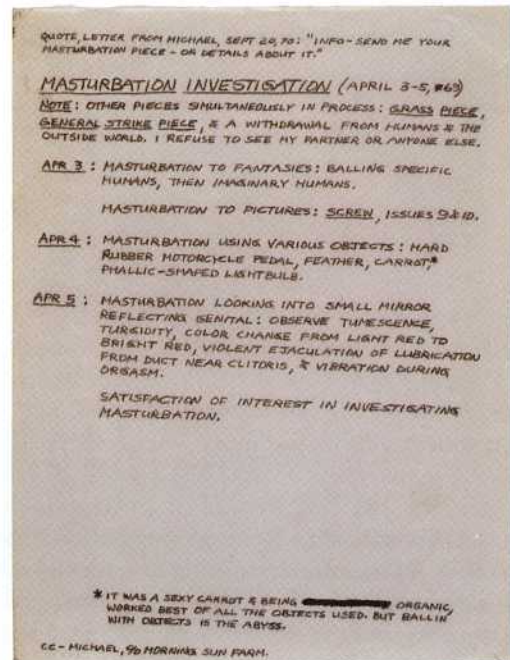 QUOTE, LETTER FROM MICHAEL, SEPT 20, 70: "INFO - SEND ME YOUR
MASTURBATION PIECE - OR DETAILS ABOUT IT."
MASTURBATION INVESTIGATION (APRIL 3-5, #69)
NOTE: OTHER PIECES SIMULTANEOUSLY IN PROCESS: GRASS PIECE,
GENERAL STRIKE PIECE, & A WITHDRAWAL FROM HUMANS & THE
OUTSIDE WORLD. I REFUSE TO SEE MY PARTNER OR ANYONE ELSE.
APR 3: MASTURBATION TO FANTASIES: BALLING SPECIFIC
HUMANS, THEN IMAGINARY HUMANS.
MASTURBATION TO PICTURES: SCREW, ISSUES 9 & 10.
APR 4: MASTURBATION USING VARIOUS OBJECTS: HARD
RUBBER MOTORCYCLE PEDAL, FEATHER, CARROT,*
PHALLIC-SHAPED LIGHTBULB.
APR 5: MASTURBATION LOOKING INTO SMALL MIRROR
REFLECTING GENITAL: OBSERVE TUMESCENCE,
TURGIDITY, COLOR CHANGE FROM LIGHT RED TO
BRIGHT RED, VIOLENT EJACULATION OF LUBRICATION
FROM DUCT NEAR CLITORIS, & VIBRATION DURING
ORGASM.
SATISFACTION OF INTEREST IN INVESTIGATING
MASTURBATION.
* IT WAS A SEXY CARROT & BEING ORGANIC,
WORKED BEST OF ALL THE OBJECTS USED. BUT BALLIN'
WITH OBJECTS IS THE ABYSS.
CC - MICHAEL, % MORNING SUN FARM.